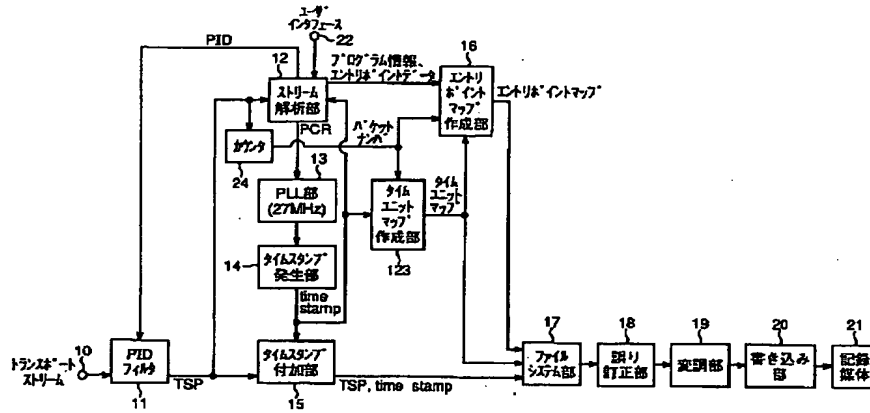 ユーザ
インタフェース
22
PID
12
ストリーム
解析部
プログラム情報、
エントリポイントデータ
16
エントリ
ポイント
マップ
作成部
エントリポイントマップ
PCR
パケット
ナンバ
カウンタ
24
13
PLL部
(27MHz)
タイム
ユニット
マップ
作成部
123
タイム
ユニット
マップ
14
タイムスタンプ
発生部
time
stamp
トランスポート
ストリーム
10
PID
フィルタ
11
TSP
タイムスタンプ
付加部
15
TSP, time stamp
17
ファイル
システム部
18
誤り
訂正部
19
変調部
20
書き込み
部
21
記録
媒体